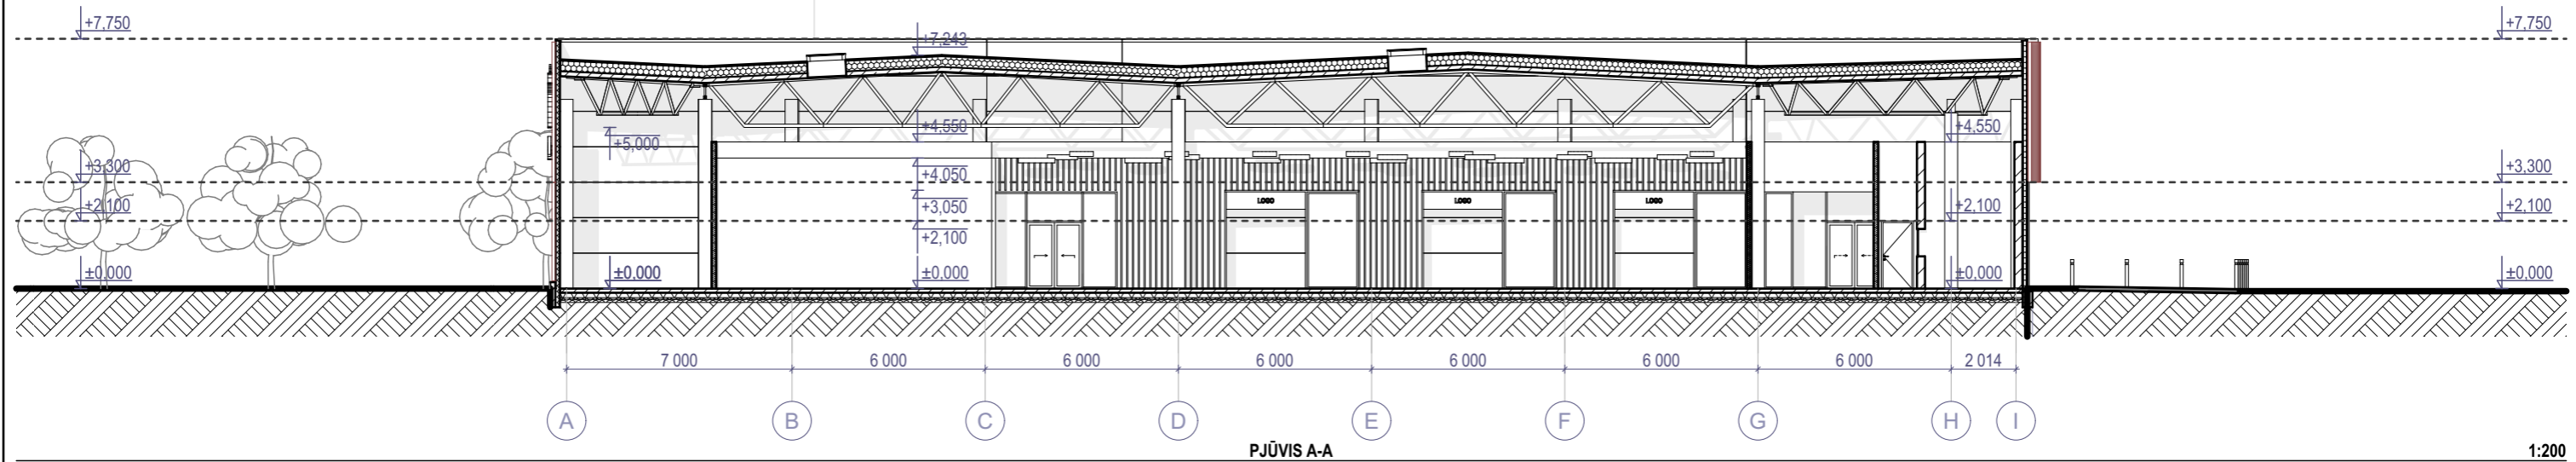 +7,750
+7,243
+7,750
+4,550
+4,550
+5,000
+3,300
+4,050
+3,300
+2,100
+3,050
LOGO
LOGO
LOGO
+2,100
+2,100
+2,100
±0,000
±0,000
±0,000
±0,000
±0,000
7 000
6 000
6 000
6 000
6 000
6 000
6 000
2 014
A
B
C
D
E
F
G
H
I
PJŪVIS A-A
1:200